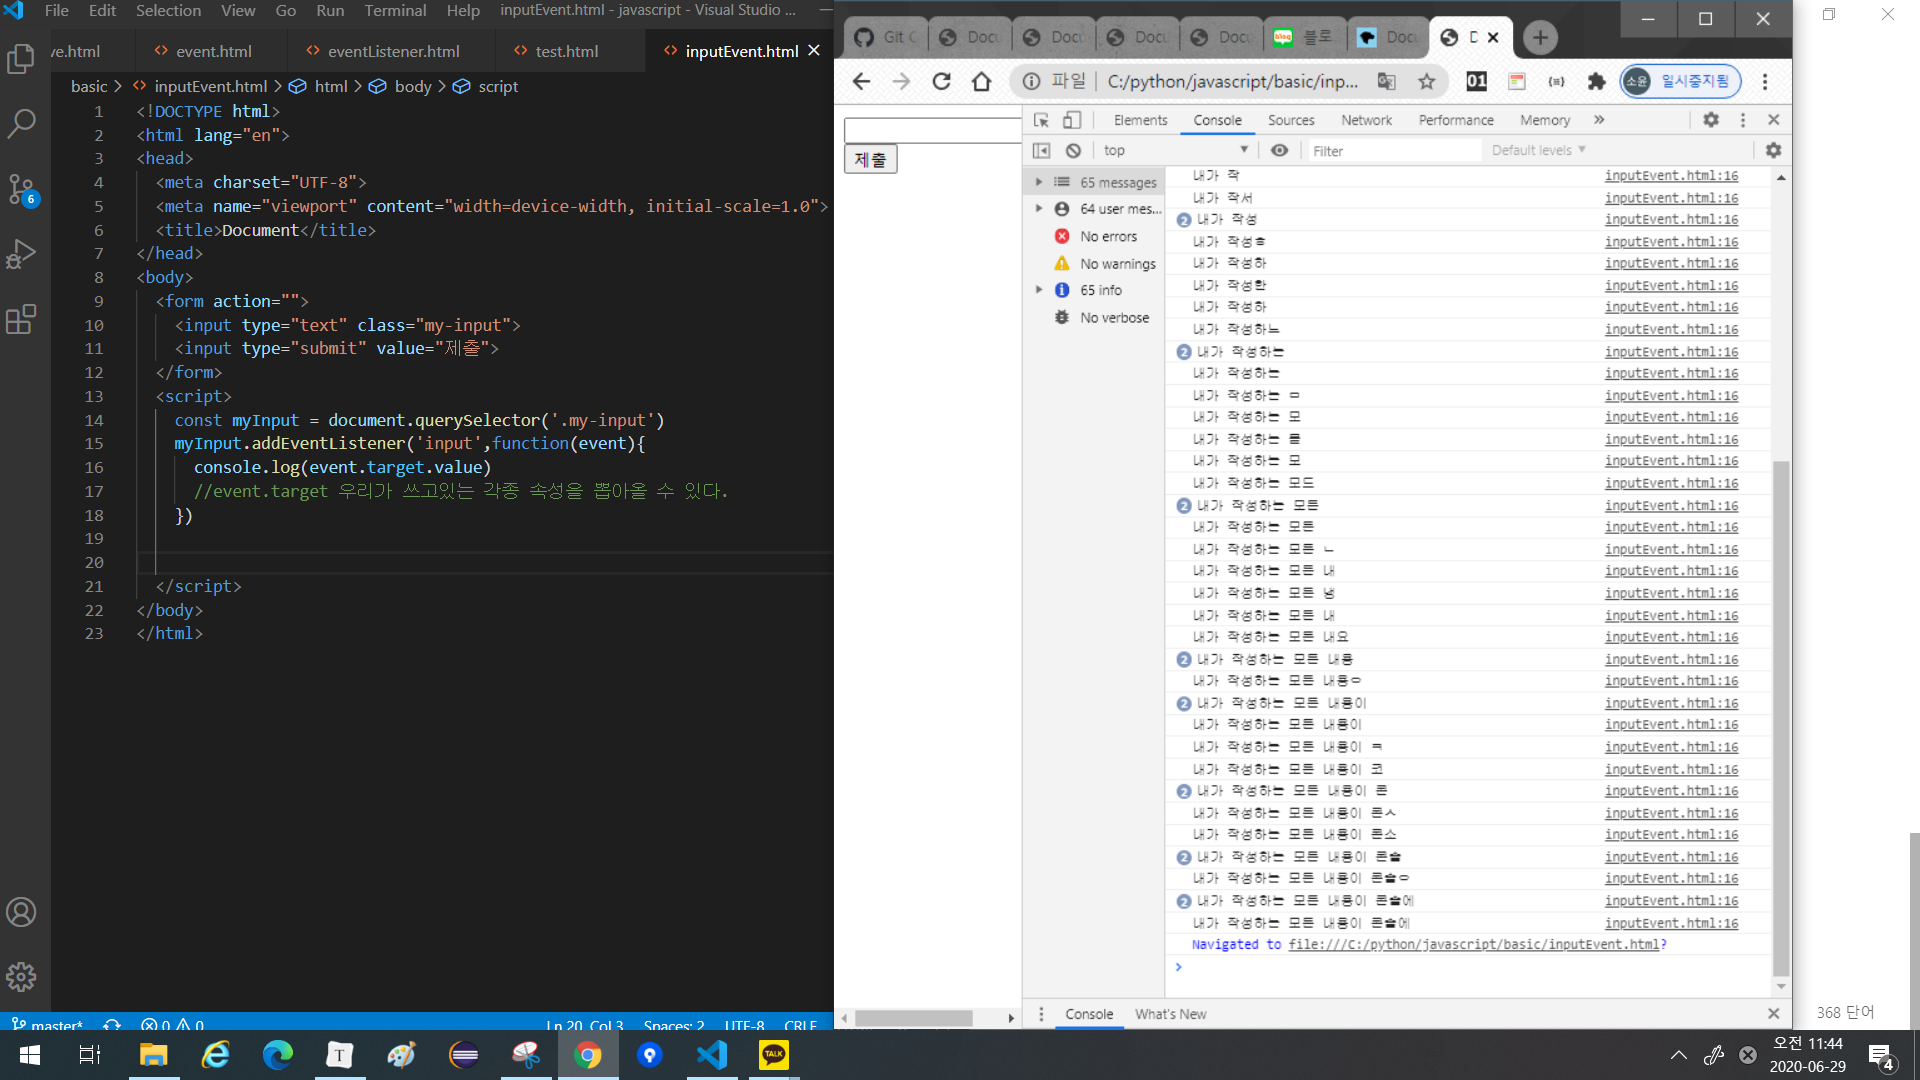 File Edit Selection View Go Run Terminal Help inputEvent.html - javascript - Visual Studio ...
ve.html event.html eventListener.html test.html inputEvent.html
basic > inputEvent.html > html > body > script
1 <!DOCTYPE html>
2 <html lang="en">
3 <head>
4 <meta charset="UTF-8">
5 <meta name="viewport" content="width=device-width, initial-scale=1.0">
6 <title>Document</title>
7 </head>
8 <body>
9 <form action="">
10 <input type="text" class="my-input">
11 <input type="submit" value="제출">
12 </form>
13 <script>
14 const myInput = document.querySelector('.my-input')
15 myInput.addEventListener('input',function(event){
16 console.log(event.target.value)
17 //event.target 우리가 쓰고있는 각종 속성을 뽑아올 수 있다.
18 })
19
20
21 </script>
22 </body>
23 </html>
6
master* 0 0 Ln 20, Col 3 Spaces: 2 UTF-8 CRLF
Git Docu Docu Docu Docu blog 블로 Docu D
파일 | C:/python/javascript/basic/inp... 01 소윤 일시중지됨
제출
Elements Console Sources Network Performance Memory »
top Filter Default levels
65 messages
64 user mes...
No errors
No warnings
65 info
No verbose
내가 작 inputEvent.html:16
내가 작서 inputEvent.html:16
2 내가 작성 inputEvent.html:16
내가 작성ㅎ inputEvent.html:16
내가 작성하 inputEvent.html:16
내가 작성한 inputEvent.html:16
내가 작성하 inputEvent.html:16
내가 작성하느 inputEvent.html:16
2 내가 작성하는 inputEvent.html:16
내가 작성하는 inputEvent.html:16
내가 작성하는 ㅁ inputEvent.html:16
내가 작성하는 모 inputEvent.html:16
내가 작성하는 몯 inputEvent.html:16
내가 작성하는 모 inputEvent.html:16
내가 작성하는 모드 inputEvent.html:16
2 내가 작성하는 모든 inputEvent.html:16
내가 작성하는 모든 inputEvent.html:16
내가 작성하는 모든 ㄴ inputEvent.html:16
내가 작성하는 모든 내 inputEvent.html:16
내가 작성하는 모든 냉 inputEvent.html:16
내가 작성하는 모든 내 inputEvent.html:16
내가 작성하는 모든 내요 inputEvent.html:16
2 내가 작성하는 모든 내용 inputEvent.html:16
내가 작성하는 모든 내용ㅇ inputEvent.html:16
2 내가 작성하는 모든 내용이 inputEvent.html:16
내가 작성하는 모든 내용이 inputEvent.html:16
내가 작성하는 모든 내용이 ㅋ inputEvent.html:16
내가 작성하는 모든 내용이 코 inputEvent.html:16
2 내가 작성하는 모든 내용이 콘 inputEvent.html:16
내가 작성하는 모든 내용이 콘ㅅ inputEvent.html:16
내가 작성하는 모든 내용이 콘소 inputEvent.html:16
2 내가 작성하는 모든 내용이 콘솔 inputEvent.html:16
내가 작성하는 모든 내용이 콘솔ㅇ inputEvent.html:16
2 내가 작성하는 모든 내용이 콘솔에 inputEvent.html:16
내가 작성하는 모든 내용이 콘솔에 inputEvent.html:16
Navigated to file:///C:/python/javascript/basic/inputEvent.html?
Console What's New
368 단어
T TALK
오전 11:44
2020-06-29
4